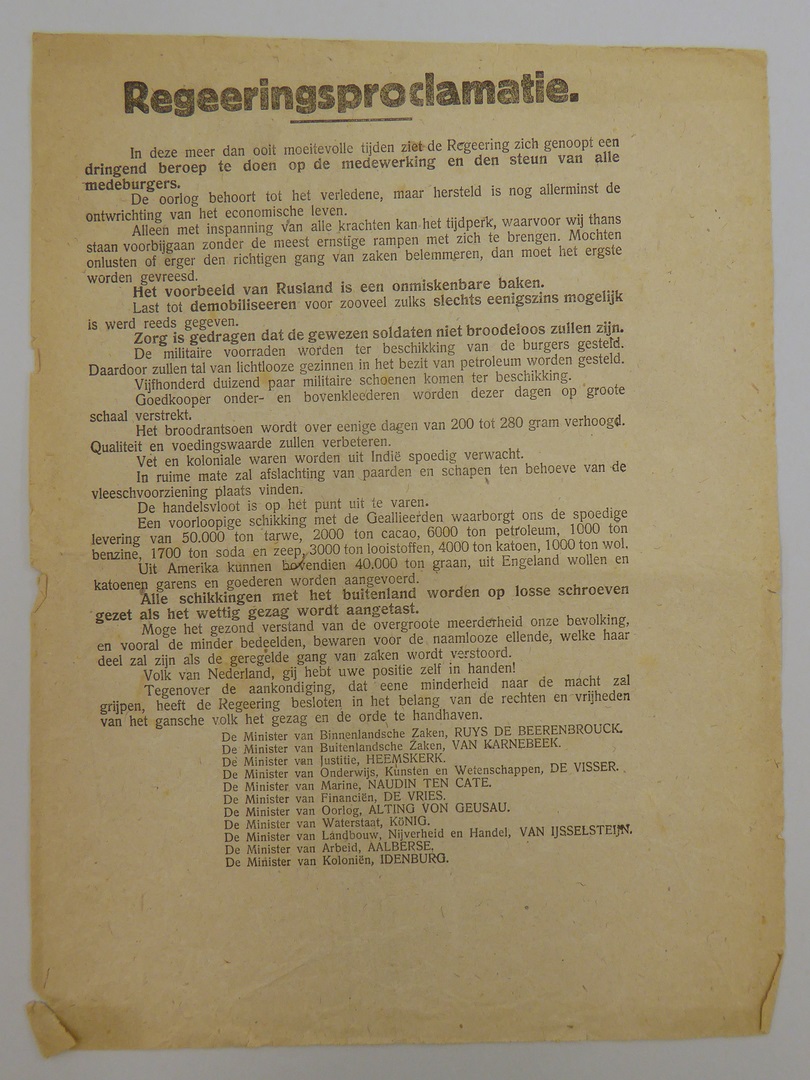 Regeeringsproclamatie.
In deze meer dan ooit moeitevolle tijden ziet de Regeering zich genoopt een
dringend beroep te doen op de medewerking en den steun van alle
medeburgers.
De oorlog behoort tot het verledene, maar hersteld is nog allerminst de
ontwrichting van het economische leven.
Alleen met inspanning van alle krachten kan het tijdperk, waarvoor wij thans
staan voorbijgaan zonder de meest ernstige rampen met zich te brengen. Mochten
onlusten of erger den richtigen gang van zaken belemmeren, dan moet het ergste
worden gevreesd.
Het voorbeeld van Rusland is een onmiskenbare baken.
Last tot demobiliseeren voor zooveel zulks slechts eenigszins mogelijk
is werd reeds gegeven.
Zorg is gedragen dat de gewezen soldaten niet broodeloos zullen zijn.
De militaire voorraden worden ter beschikking van de burgers gesteld.
Daardoor zullen tal van lichtlooze gezinnen in het bezit van petroleum worden gesteld.
Vijfhonderd duizend paar militaire schoenen komen ter beschikking.
Goedkooper onder- en bovenkleederen worden dezer dagen op groote
schaal verstrekt.
Het broodrantsoen wordt over eenige dagen van 200 tot 280 gram verhoogd.
Qualiteit en voedingswaarde zullen verbeteren.
Vet en koloniale waren worden uit Indië spoedig verwacht.
In ruime mate zal afslachting van paarden en schapen ten behoeve van de
vleeschvoorziening plaats vinden.
De handelsvloot is op het punt uit te varen.
Een voorloopige schikking met de Geallieerden waarborgt ons de spoedige
levering van 50.000 ton tarwe, 2000 ton cacao, 6000 ton petroleum, 1000 ton
benzine, 1700 ton soda en zeep, 3000 ton looistoffen, 4000 ton katoen, 1000 ton wol.
Uit Amerika kunnen bovendien 40.000 ton graan, uit Engeland wollen en
katoenen garens en goederen worden aangevoerd.
Alle schikkingen met het buitenland worden op losse schroeven
gezet als het wettig gezag wordt aangetast.
Moge het gezond verstand van de overgroote meerderheid onze bevolking,
en vooral de minder bedeelden, bewaren voor de naamlooze ellende, welke haar
deel zal zijn als de geregelde gang van zaken wordt verstoord.
Volk van Nederland, gij hebt uwe positie zelf in handen!
Tegenover de aankondiging, dat eene minderheid naar de macht zal
grijpen, heeft de Regeering besloten in het belang van de rechten en vrijheden
van het gansche volk het gezag en de orde te handhaven.
De Minister van Binnenlandsche Zaken, RUYS DE BEERENBROUCK.
De Minister van Buitenlandsche Zaken, VAN KARNEBEEK.
De Minister van Justitie, HEEMSKERK.
De Minister van Onderwijs, Kunsten en Wetenschappen, DE VISSER.
De Minister van Marine, NAUDIN TEN CATE.
De Minister van Financiën, DE VRIES.
De Minister van Oorlog, ALTING VON GEUSAU.
De Minister van Waterstaat, KöNIG.
De Minister van Landbouw, Nijverheid en Handel, VAN IJSSELSTEIJN.
De Minister van Arbeid, AALBERSE.
De Minister van Koloniën, IDENBURG.